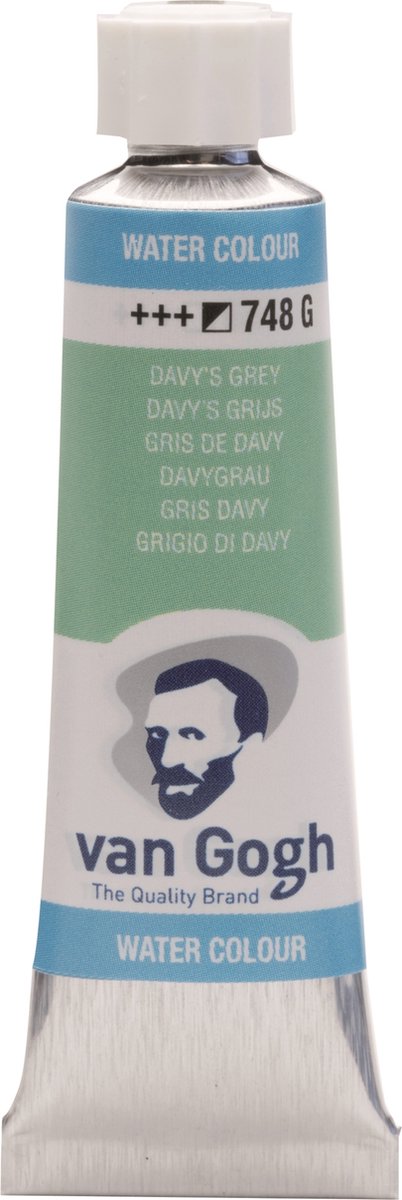 WATER COLOUR
+++ 748 G
DAVY'S GREY
DAVY'S GRIJS
GRIS DE DAVY
DAVYGRAU
GRIS DAVY
GRIGIO DI DAVY
van Gogh
The Quality Brand
WATER COLOUR